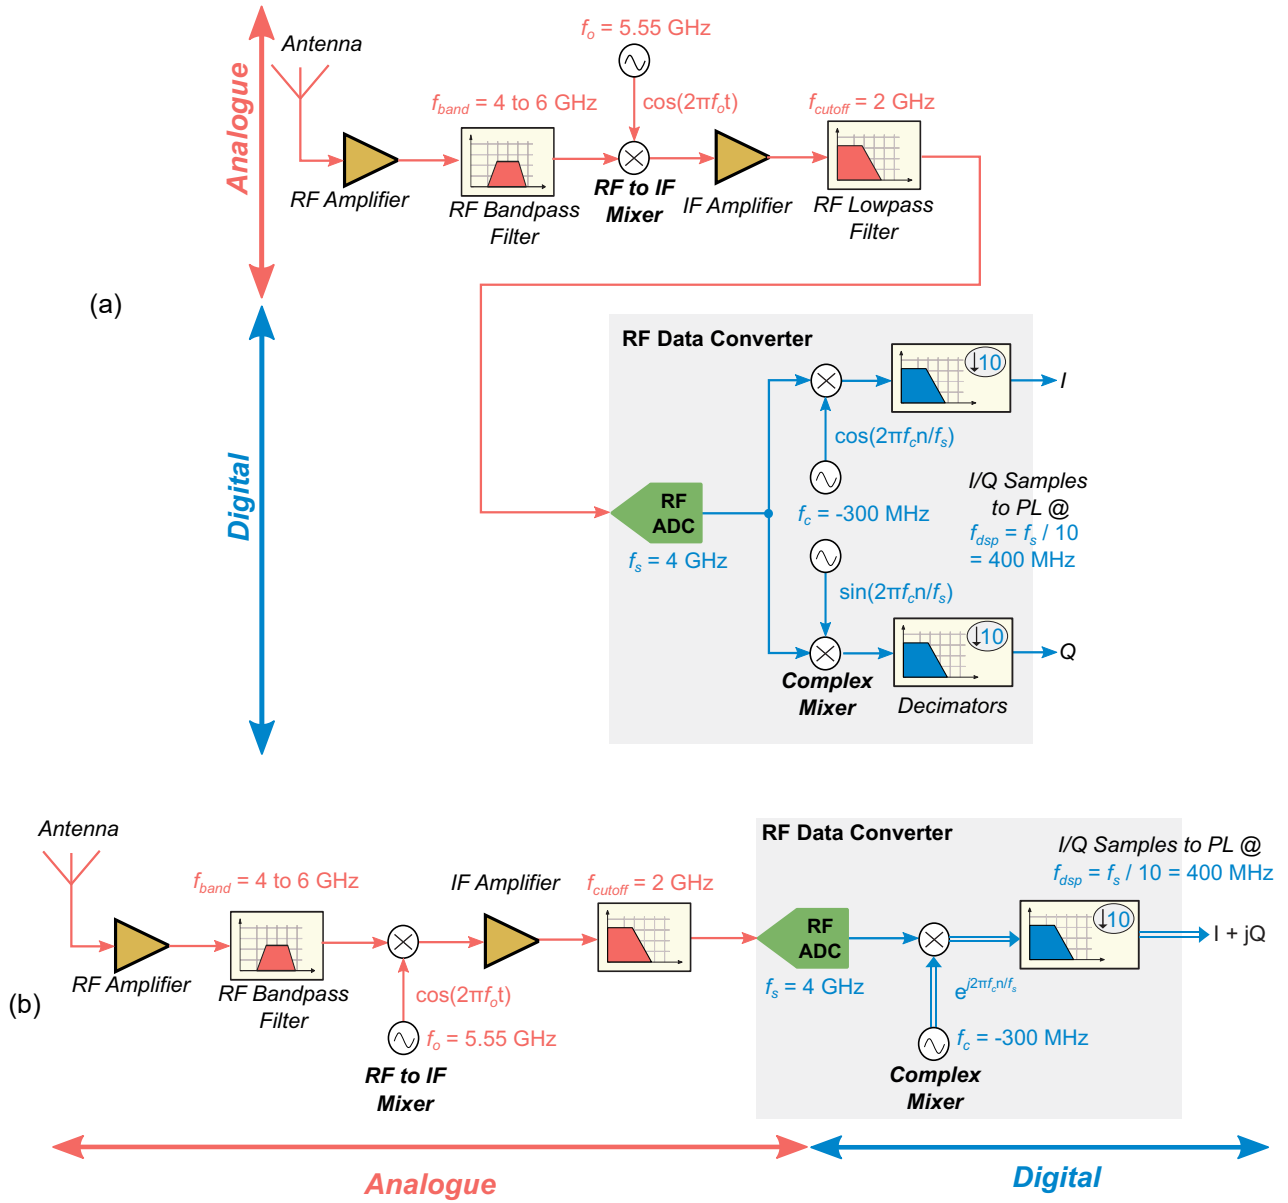 (a)
Analogue
Digital
Antenna
RF Amplifier
f_band = 4 to 6 GHz
RF Bandpass
Filter
f_o = 5.55 GHz
cos(2πf_ot)
RF to IF
Mixer
IF Amplifier
f_cutoff = 2 GHz
RF Lowpass
Filter
RF Data Converter
RF
ADC
f_s = 4 GHz
↓10
I
cos(2πf_cn/f_s)
f_c = -300 MHz
I/Q Samples
to PL @
f_dsp = f_s / 10
= 400 MHz
sin(2πf_cn/f_s)
Complex
Mixer
↓10
Decimators
Q
(b)
Antenna
RF Amplifier
f_band = 4 to 6 GHz
RF Bandpass
Filter
cos(2πf_ot)
f_o = 5.55 GHz
RF to IF
Mixer
IF Amplifier
f_cutoff = 2 GHz
RF Data Converter
RF
ADC
f_s = 4 GHz
e^j2πf_cn/f_s
f_c = -300 MHz
Complex
Mixer
I/Q Samples to PL @
f_dsp = f_s / 10 = 400 MHz
↓10
I + jQ
Analogue
Digital